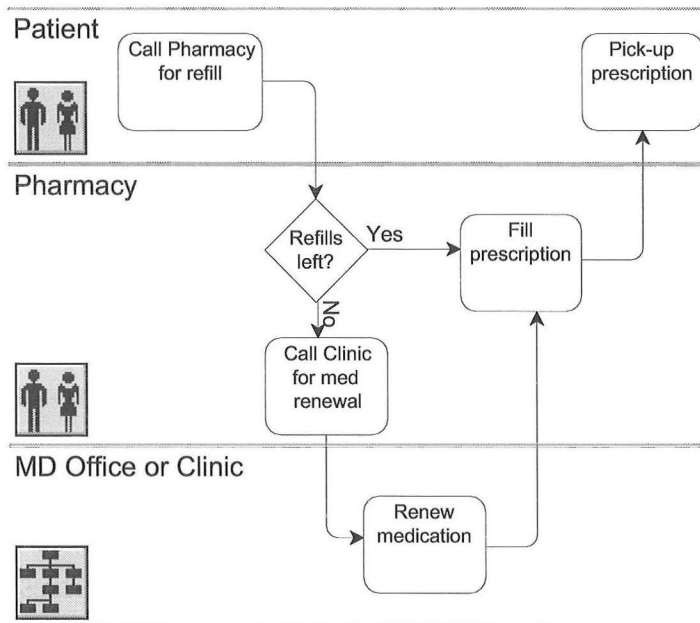 Patient
Call Pharmacy
for refill
Pick-up
prescription
Pharmacy
Refills
left?
Yes
Fill
prescription
No
Call Clinic
for med
renewal
MD Office or Clinic
Renew
medication